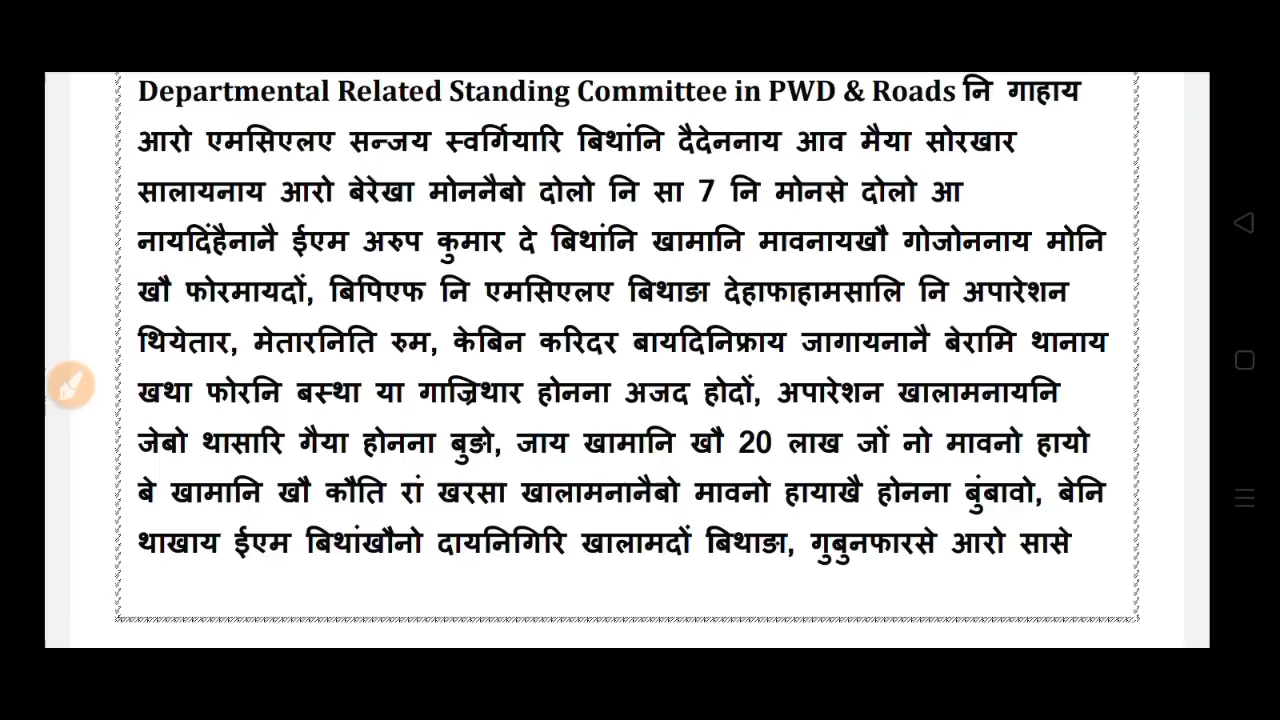 Departmental Related Standing Committee in PWD & Roads नि गाहाय
आरो एमसिएलए सन्जय स्वर्गियारि बिथांनि दैदेननाय आव मैया सोरखार
सालायनाय आरो बेरेखा मोननैबो दोलो नि सा 7 नि मोनसे दोलो आ
नायदिंहैनानै ईएम अरुप कुमार दे बिथांनि खामानि मावनायखौ गोजोननाय मोनि
खौ फोरमायदों, बिपिएफ नि एमसिएलए बिथाङा देहाफाहामसालि नि अपारेशन
थियेतार, मेतारनिति रुम, केबिन करिदर बायदिनिफ्राय जागायनानै बेरामि थानाय
खथा फोरनि बस्था या गाज्रिथार होनना अजद होदों, अपारेशन खालामनायनि
जेबो थासारि गैया होनना बुङो, जाय खामानि खौ 20 लाख जों नो मावनो हायो
बे खामानि खौ कौति रां खरसा खालामनानैबो मावनो हायाखै होनना बुंबावो, बेनि
थाखाय ईएम बिथांखौनो दायनिगिरि खालामदों बिथाङा, गुबुनफारसे आरो सासे